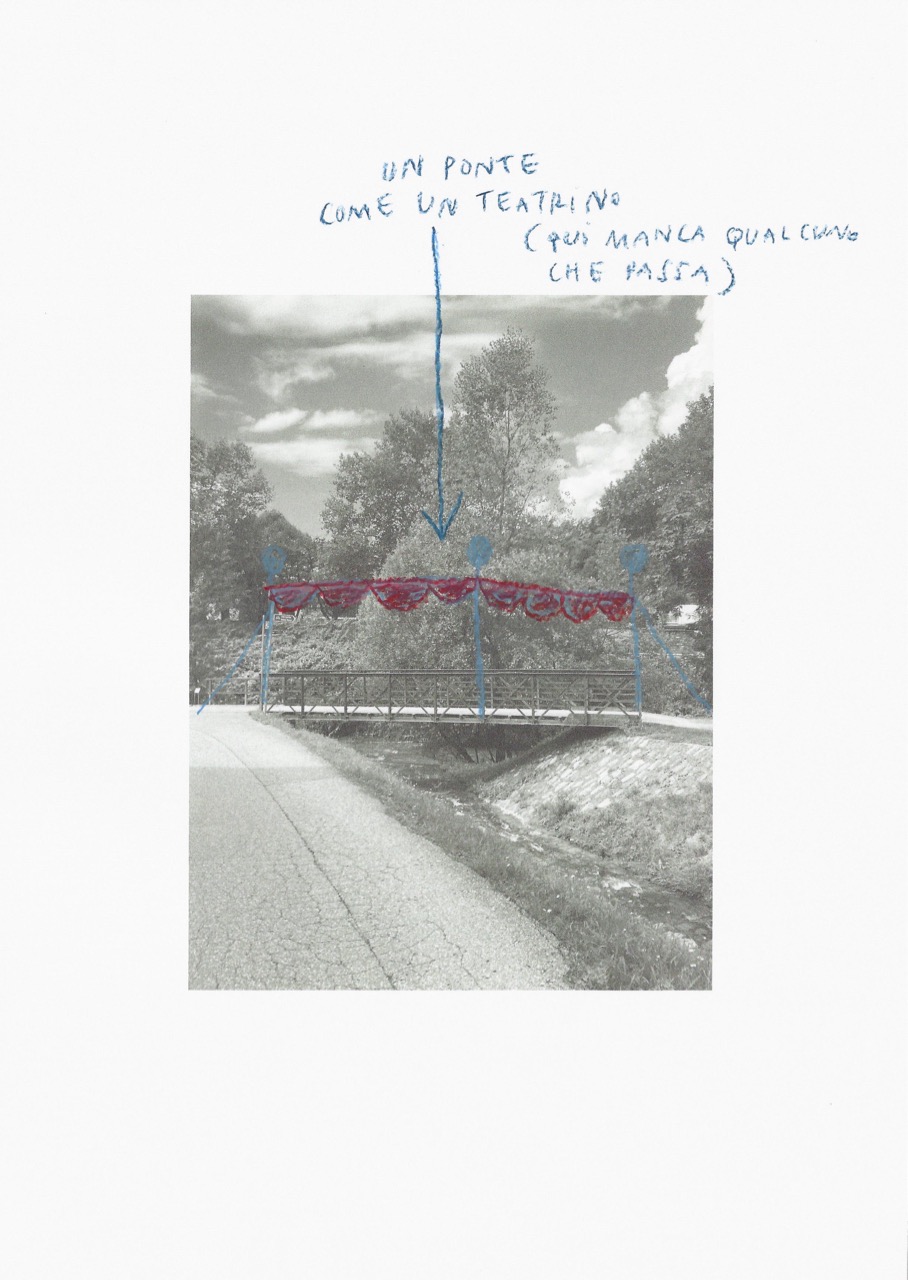 UN PONTE
COME UN TEATRINO
(QUI MANCA QUALCUNO
CHE PASSA)